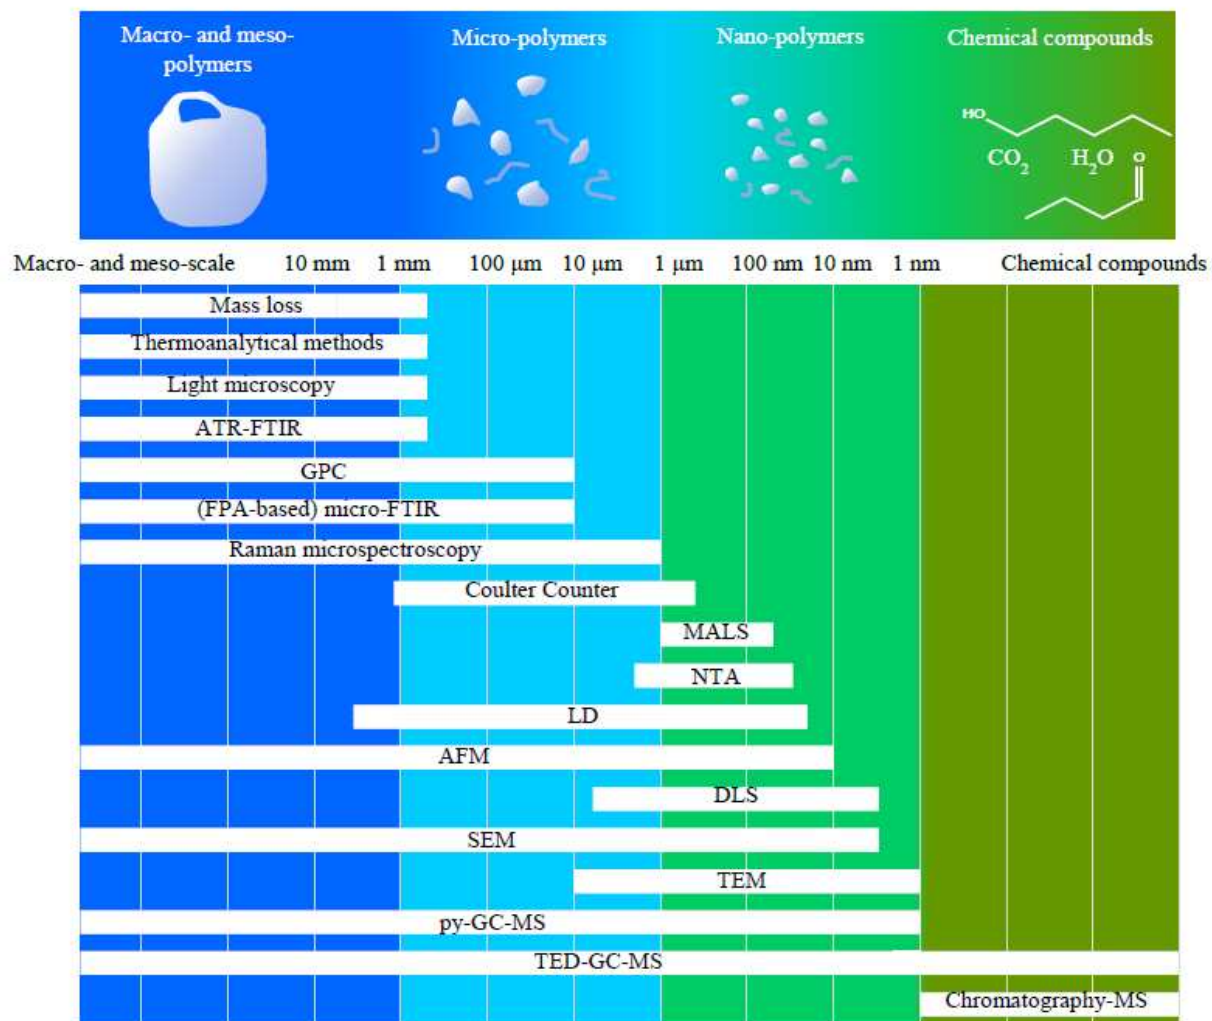 Macro- and meso-
polymers
Micro-polymers
Nano-polymers
Chemical compounds
HO
CO2
H2O
O
Macro- and meso-scale 10 mm 1 mm 100 μm 10 μm 1 μm 100 nm 10 nm 1 nm Chemical compounds
Mass loss
Thermoanalytical methods
Light microscopy
ATR-FTIR
GPC
(FPA-based) micro-FTIR
Raman microspectroscopy
Coulter Counter
MALS
NTA
LD
AFM
DLS
SEM
TEM
py-GC-MS
TED-GC-MS
Chromatography-MS